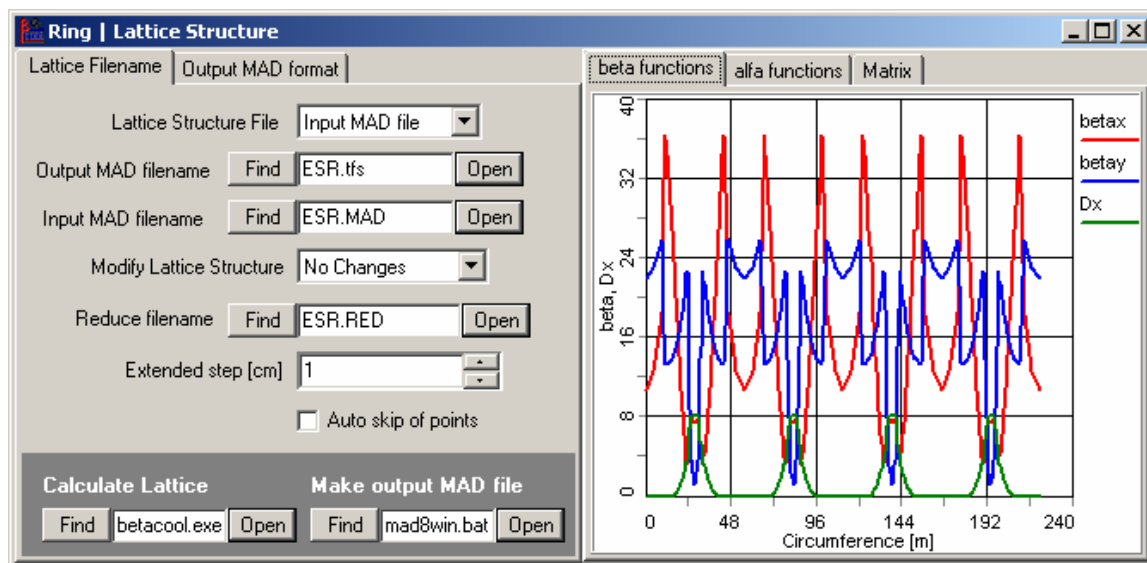 Ring | Lattice Structure
Lattice Filename Output MAD format
Lattice Structure File Input MAD file
Output MAD filename Find ESR.tfs Open
Input MAD filename Find ESR.MAD Open
Modify Lattice Structure No Changes
Reduce filename Find ESR.RED Open
Extended step [cm] 1
Auto skip of points
Calculate Lattice Make output MAD file
Find betacool.exe Open Find mad8win.bat Open
beta functions alfa functions Matrix
40
32
24
16
8
0
beta, Dx
betax
betay
Dx
0 48 96 144 192 240
Circumference [m]